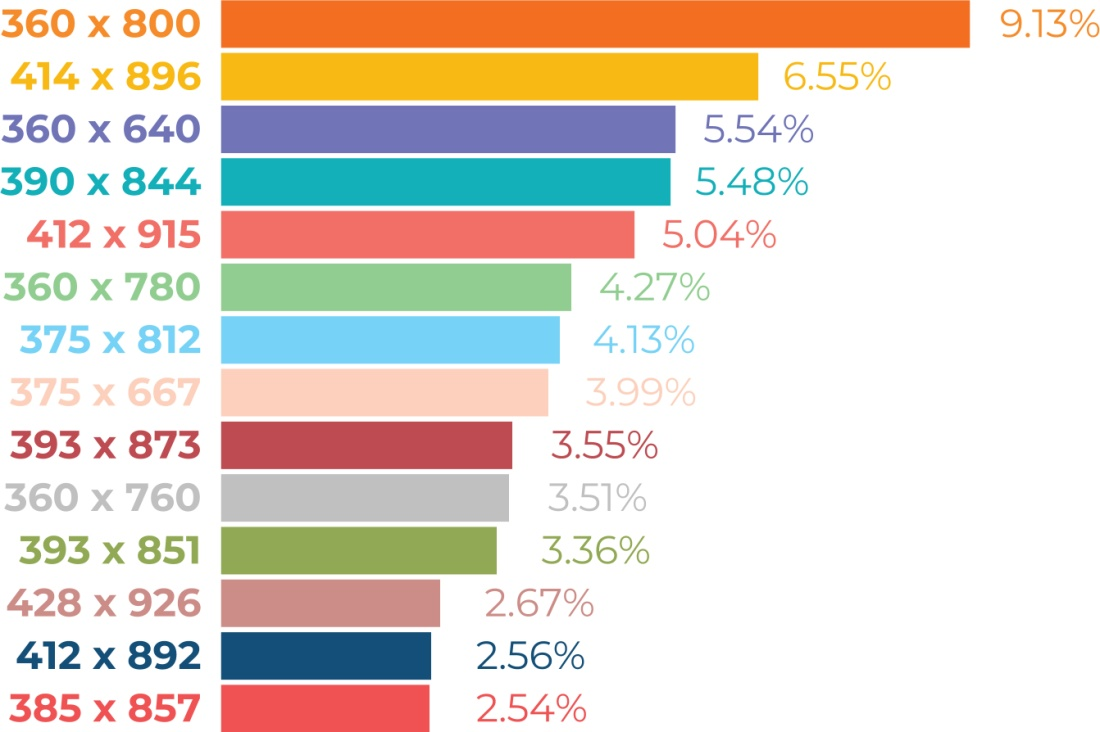 360 x 800 9.13%
414 x 896 6.55%
360 x 640 5.54%
390 x 844 5.48%
412 x 915 5.04%
360 x 780 4.27%
375 x 812 4.13%
375 x 667 3.99%
393 x 873 3.55%
360 x 760 3.51%
393 x 851 3.36%
428 x 926 2.67%
412 x 892 2.56%
385 x 857 2.54%